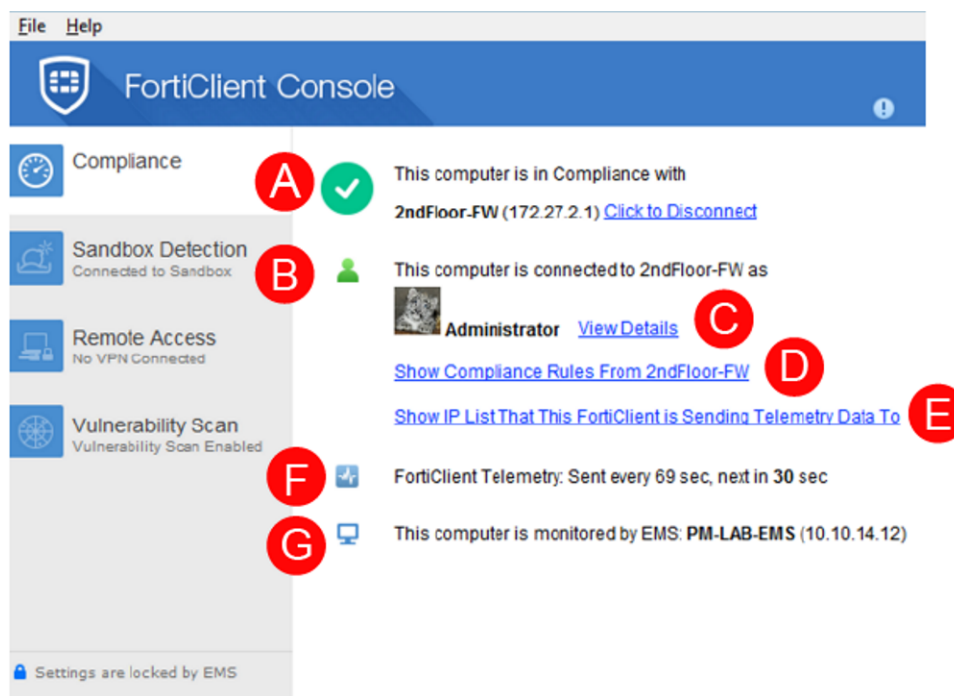 File Help
FortiClient Console
Compliance
Sandbox Detection
Connected to Sandbox
Remote Access
No VPN Connected
Vulnerability Scan
Vulnerability Scan Enabled
Settings are locked by EMS
A
This computer is in Compliance with
2ndFloor-FW (172.27.2.1) Click to Disconnect
B
This computer is connected to 2ndFloor-FW as
Administrator View Details C
Show Compliance Rules From 2ndFloor-FW D
Show IP List That This FortiClient is Sending Telemetry Data To E
F FortiClient Telemetry: Sent every 69 sec, next in 30 sec
G This computer is monitored by EMS: PM-LAB-EMS (10.10.14.12)